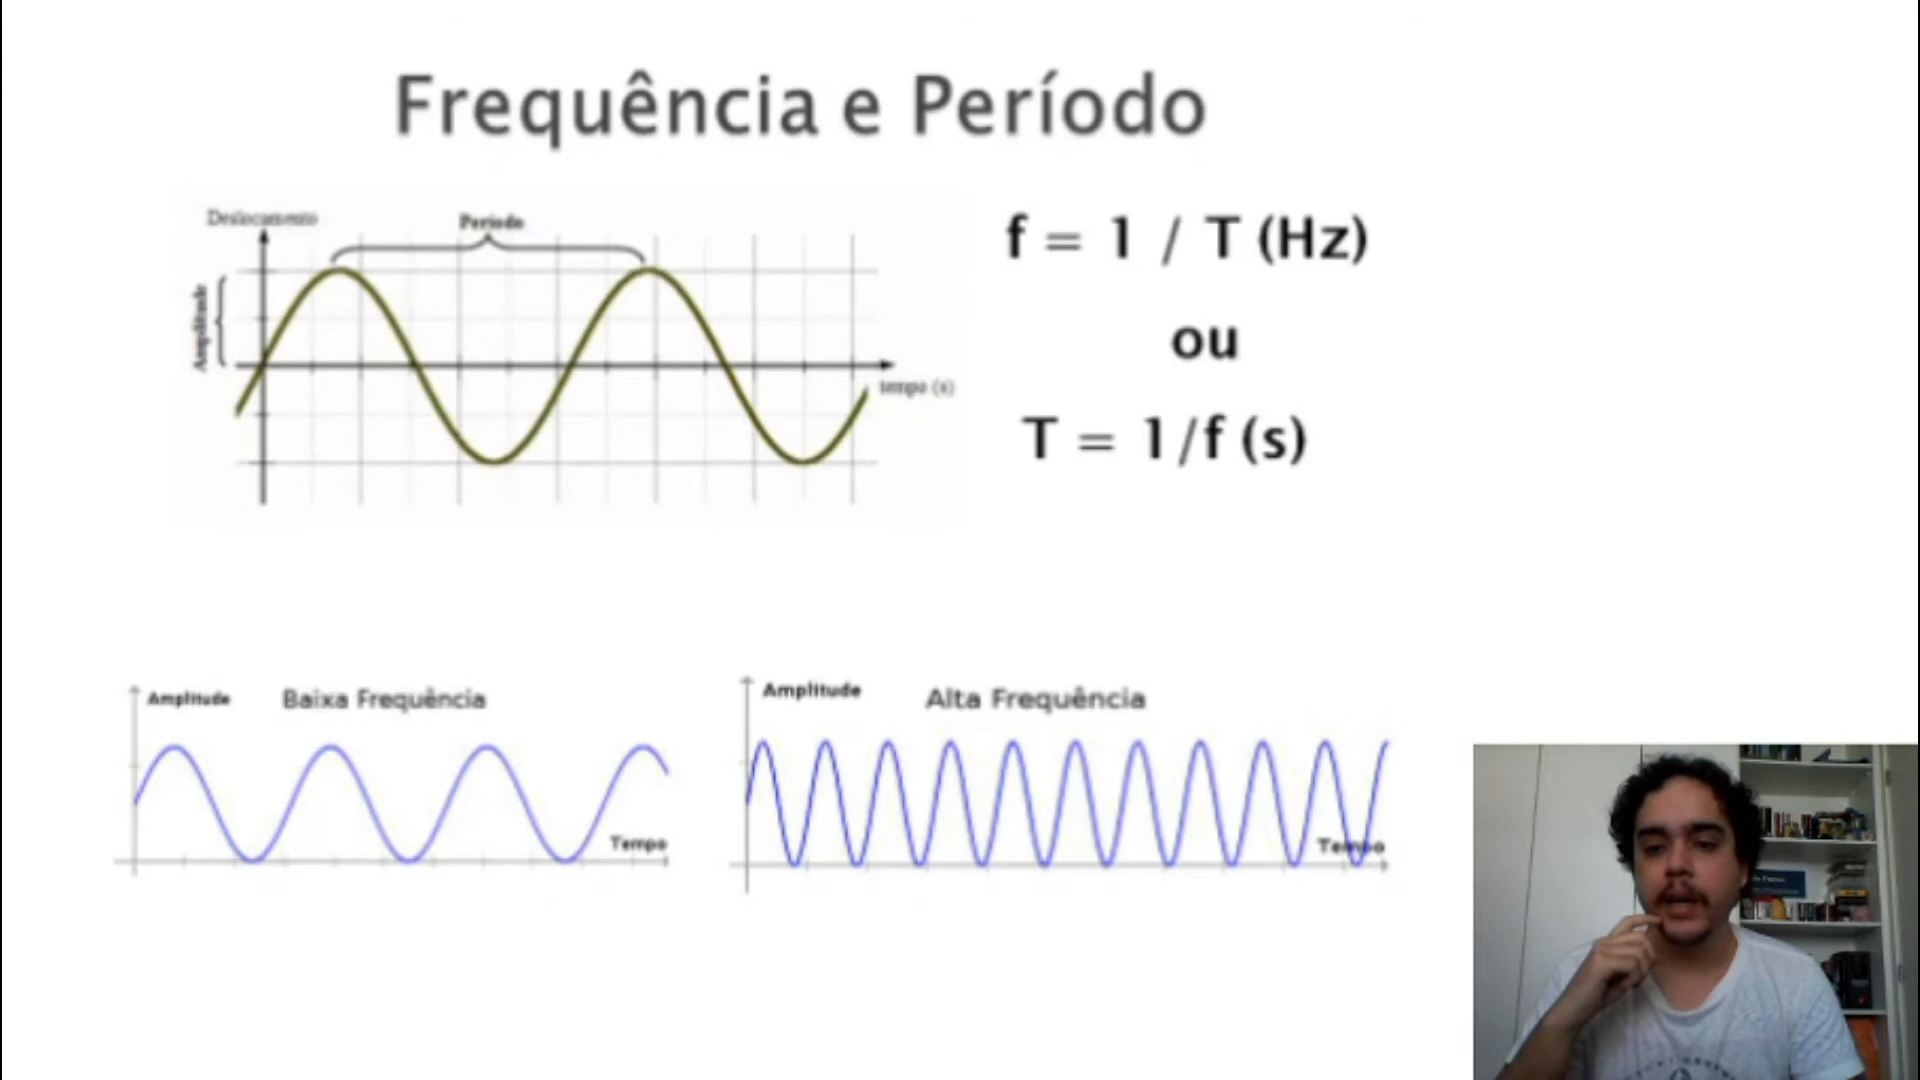 Frequência e Período
Deslocamento
Período
Amplitude
tempo (s)
f = 1 / T (Hz)
ou
T = 1/f (s)
Amplitude
Baixa Frequência
Tempo
Amplitude
Alta Frequência
Tempo